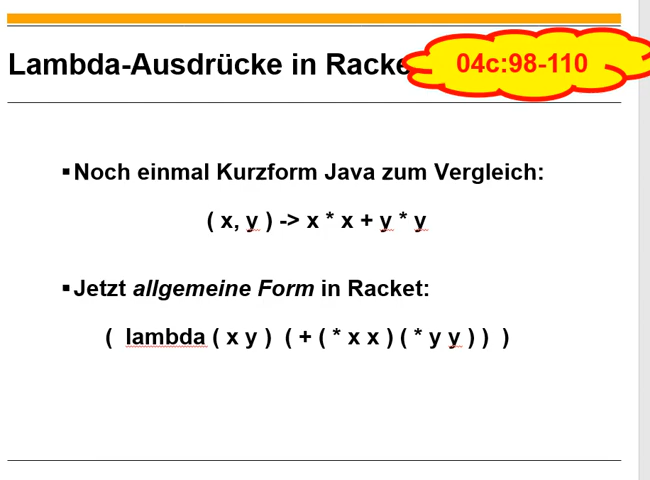 Lambda-Ausdrücke in Racke
04c:98-110
▪Noch einmal Kurzform Java zum Vergleich:
( x, y ) -> x * x + y * y
▪Jetzt allgemeine Form in Racket:
( lambda ( x y ) ( + ( * x x ) ( * y y ) ) )